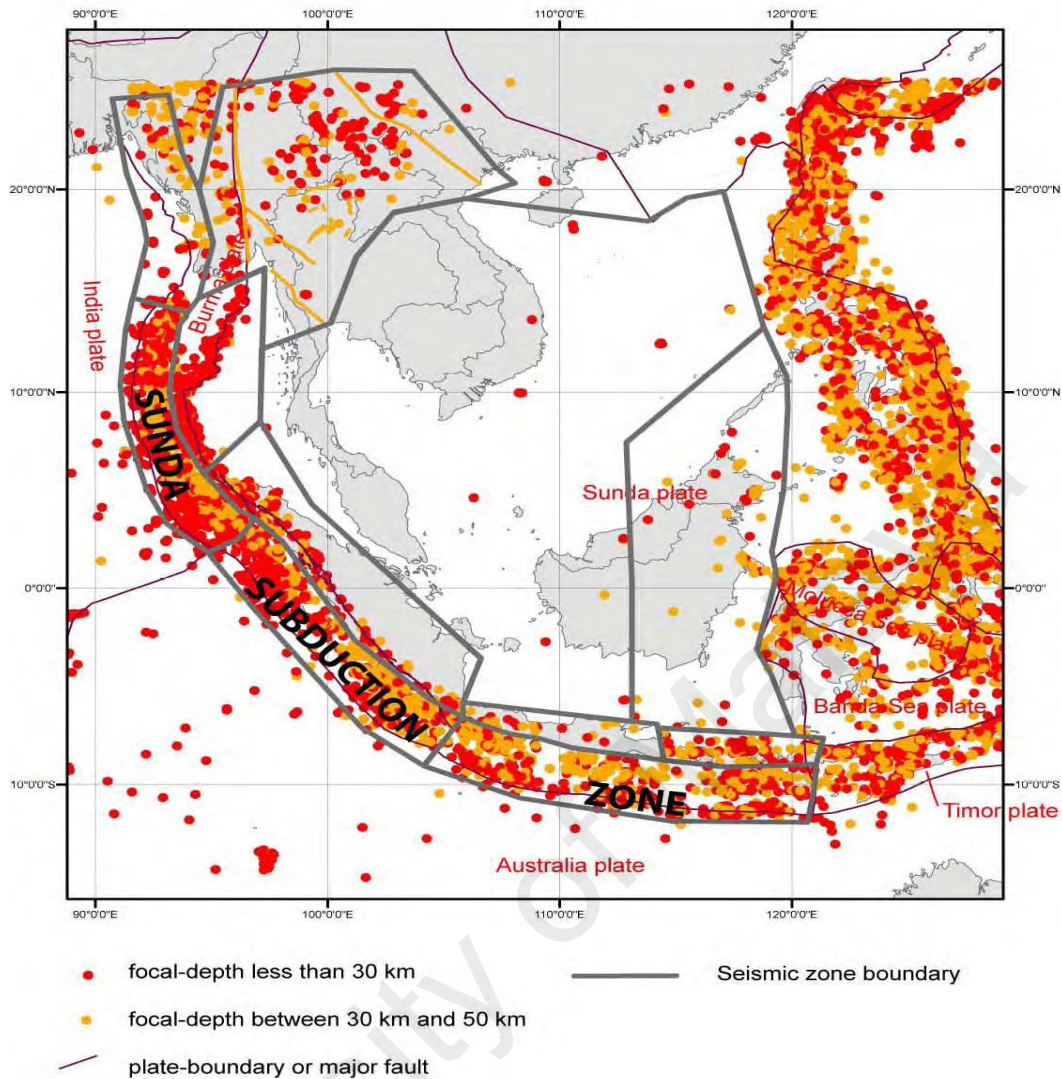 90°0'0"E 100°0'0"E 110°0'0"E 120°0'0"E
20°0'0"N 20°0'0"N
India plate
Burma plate
10°0'0"N 10°0'0"N
SUNDA
Sunda plate
0°0'0" 0°0'0"
SUBDUCTION
Molucca Sea plate
Banda Sea plate
10°0'0"S 10°0'0"S
ZONE
Timor plate
Australia plate
90°0'0"E 100°0'0"E 110°0'0"E 120°0'0"E
focal-depth less than 30 km Seismic zone boundary
focal-depth between 30 km and 50 km
plate-boundary or major fault